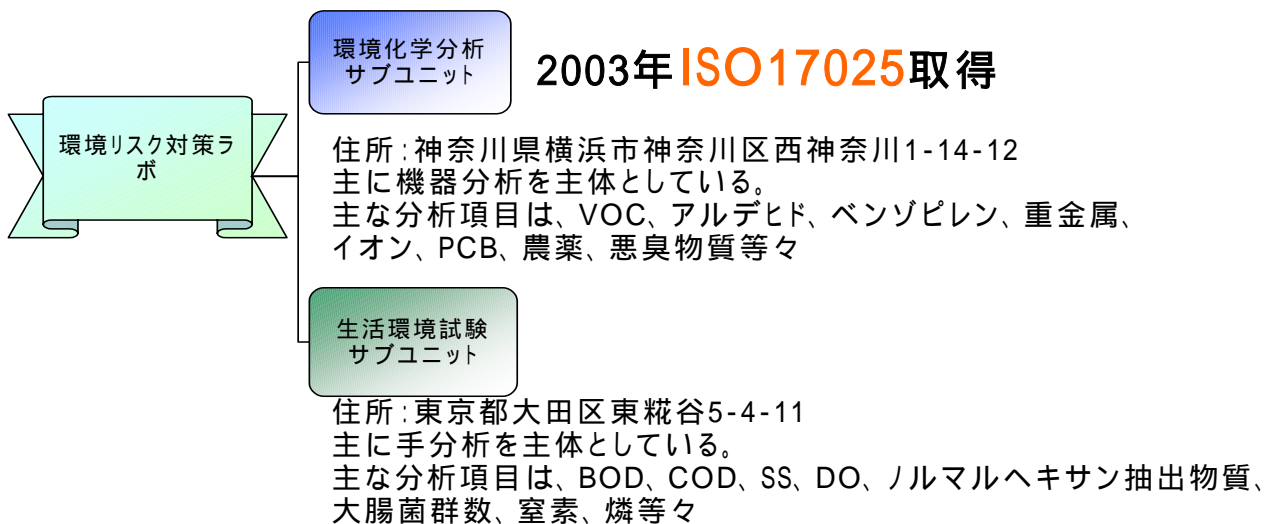 環境リスク対策ラ
ボ
環境化学分析
サブユニット
2003年ISO17025取得
住所:神奈川県横浜市神奈川区西神奈川1-14-12
主に機器分析を主体としている。
主な分析項目は、VOC、アルデヒド、ベンゾピレン、重金属、
イオン、PCB、農薬、悪臭物質等々
生活環境試験
サブユニット
住所:東京都大田区東糀谷5-4-11
主に手分析を主体としている。
主な分析項目は、BOD、COD、SS、DO、ノルマルヘキサン抽出物質、
大腸菌群数、窒素、燐等々